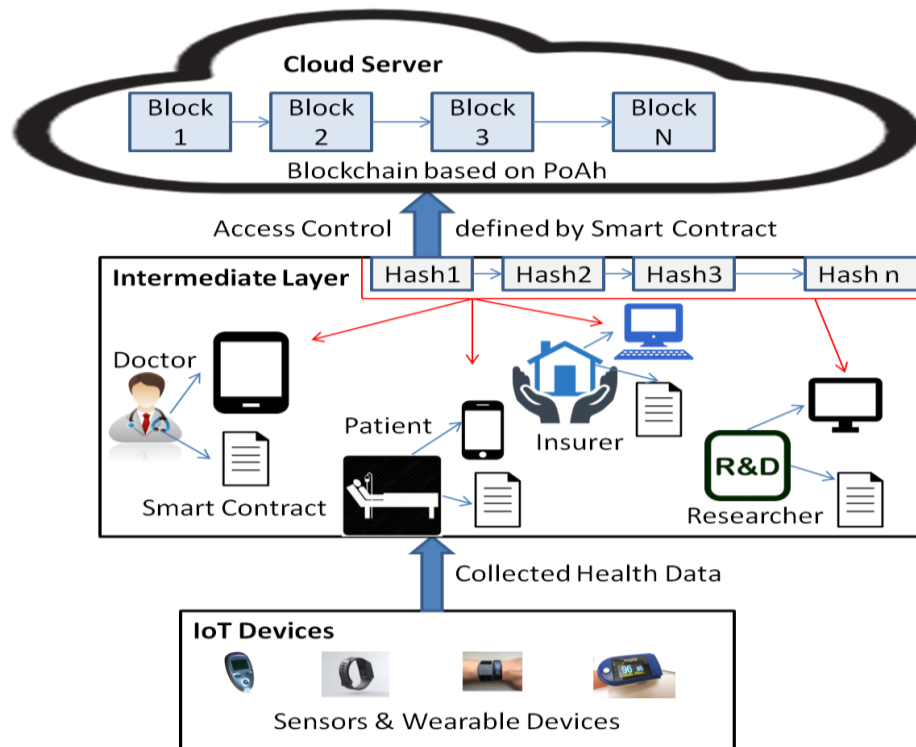 Cloud Server
Block 1
Block 2
Block 3
Block N
Blockchain based on PoAh
Access Control defined by Smart Contract
Intermediate Layer
Hash1
Hash2
Hash3
Hash n
Doctor
Smart Contract
Patient
Insurer
R&D
Researcher
Collected Health Data
IoT Devices
Sensors & Wearable Devices